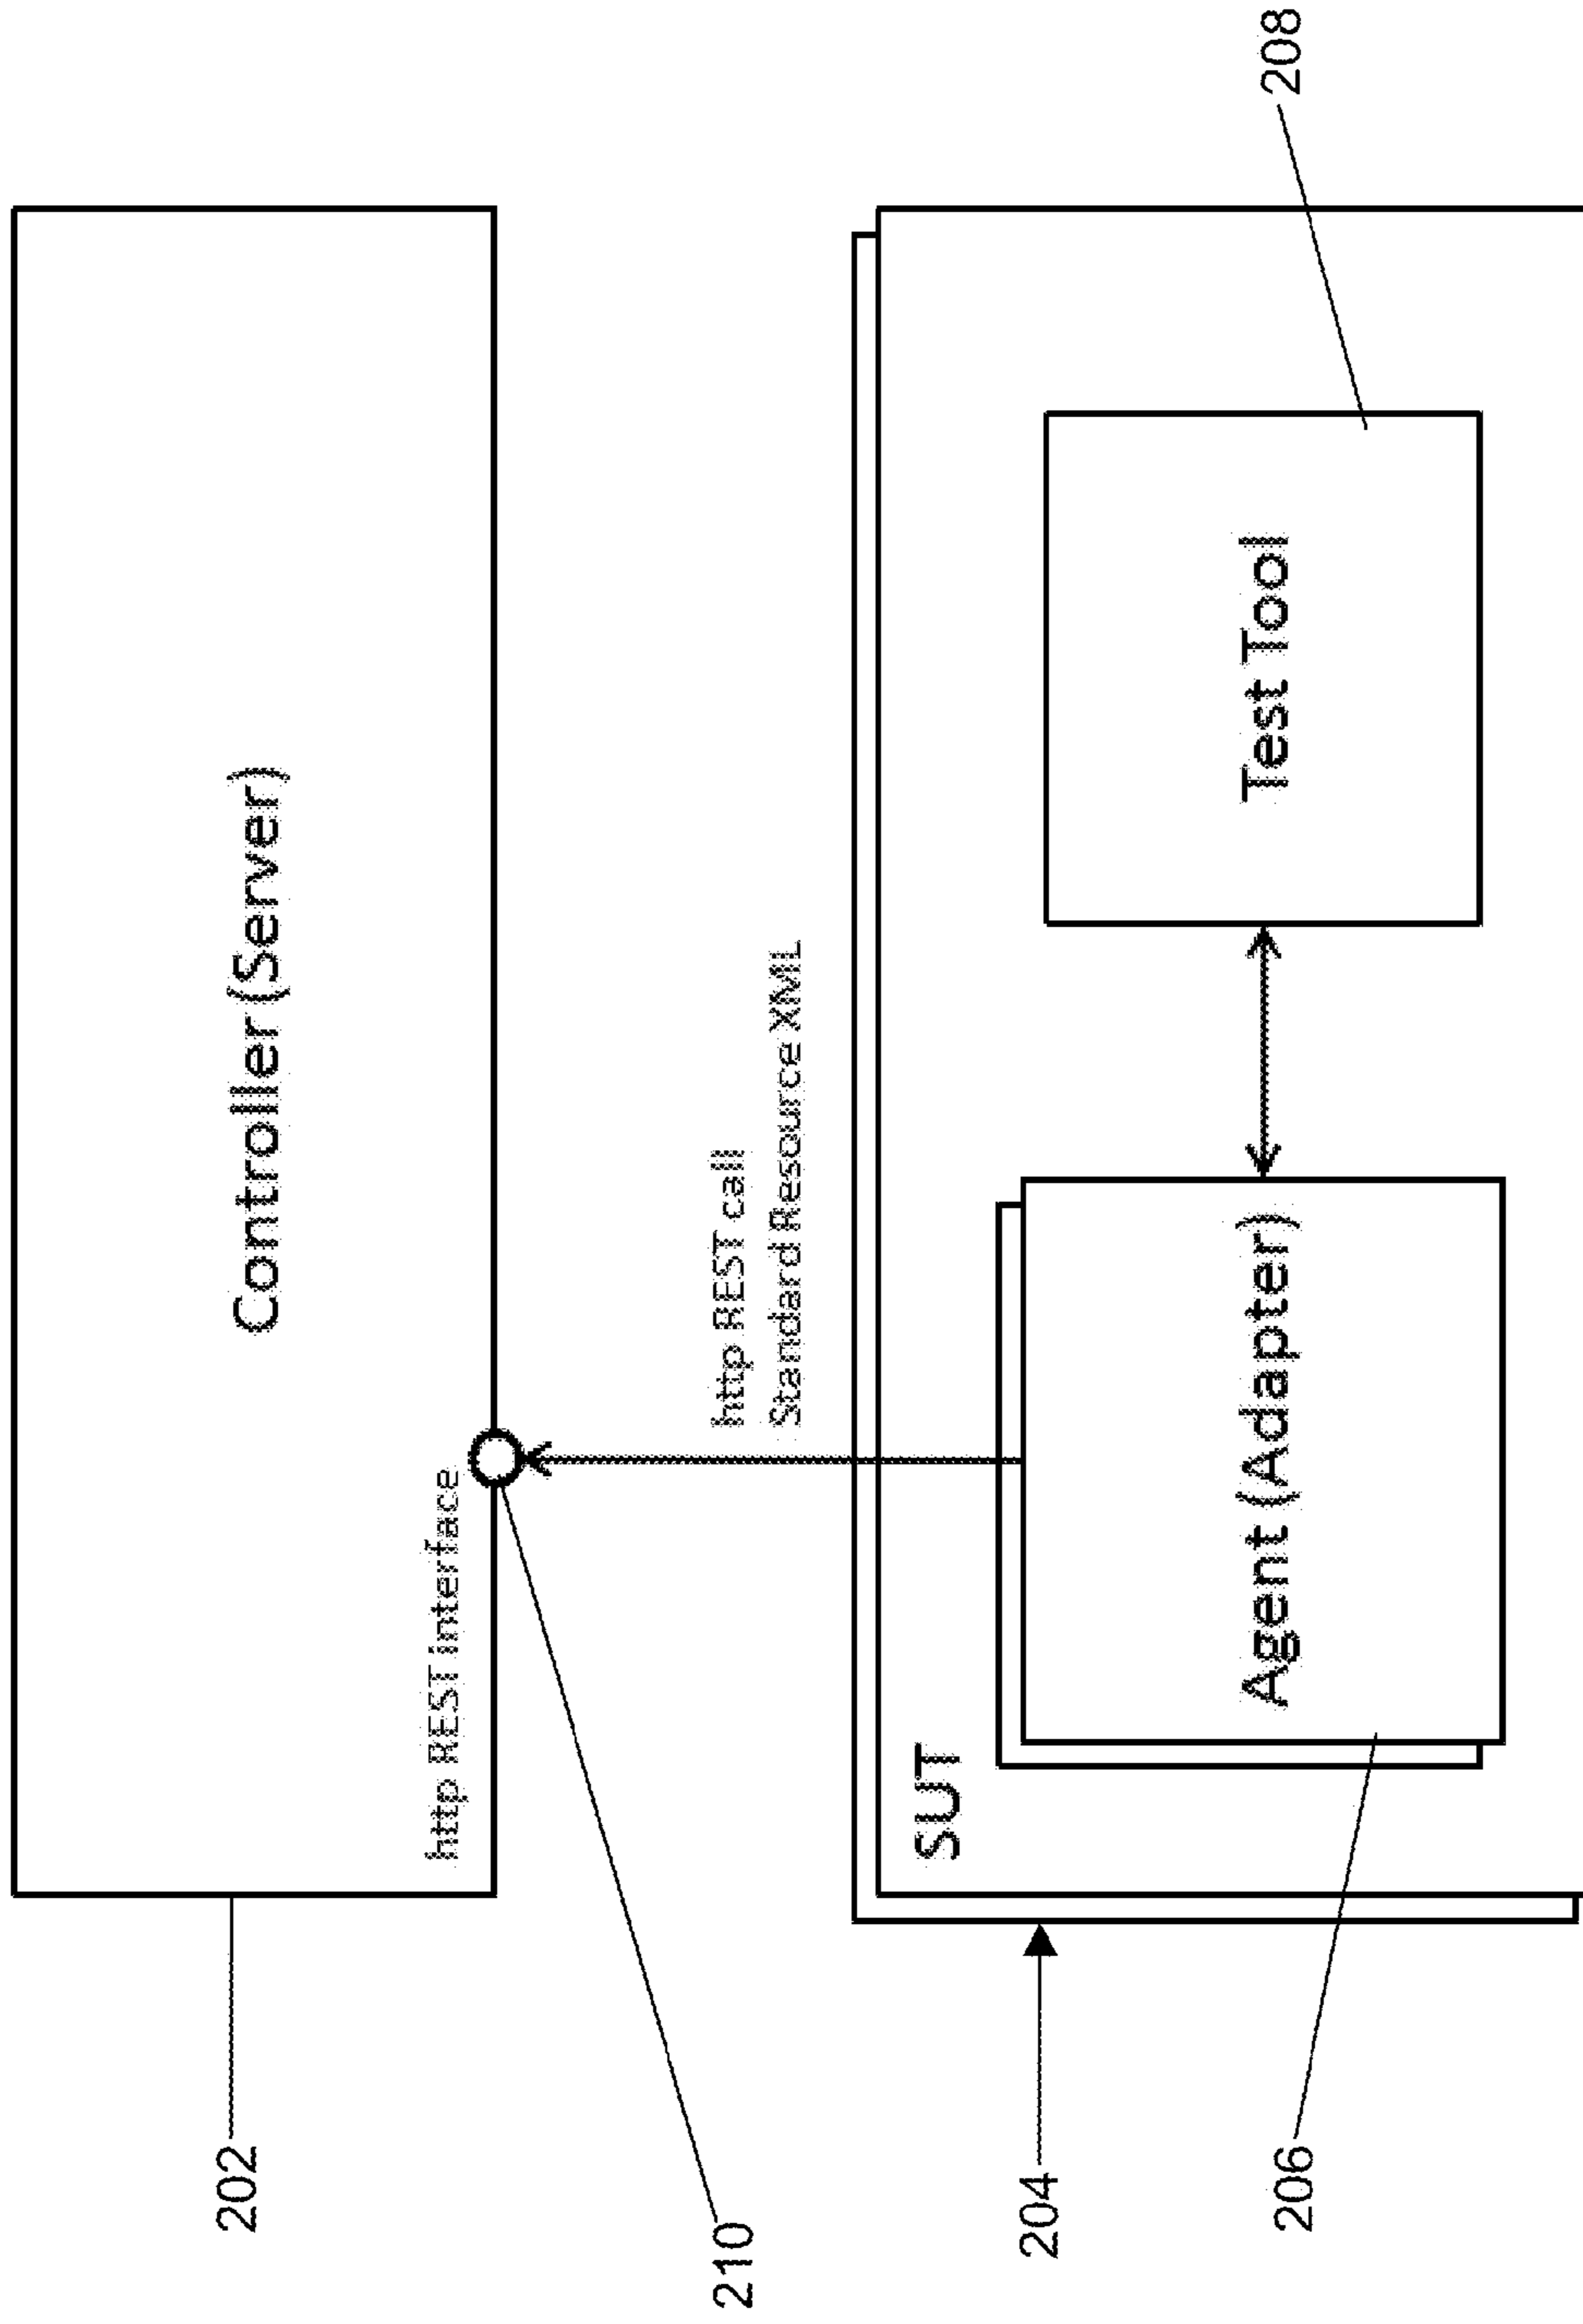 Controller (Server)
202
http REST interface
210
http REST call
Standard Resource XML
SUT
204
Agent (Adapter)
206
Test Tool
208